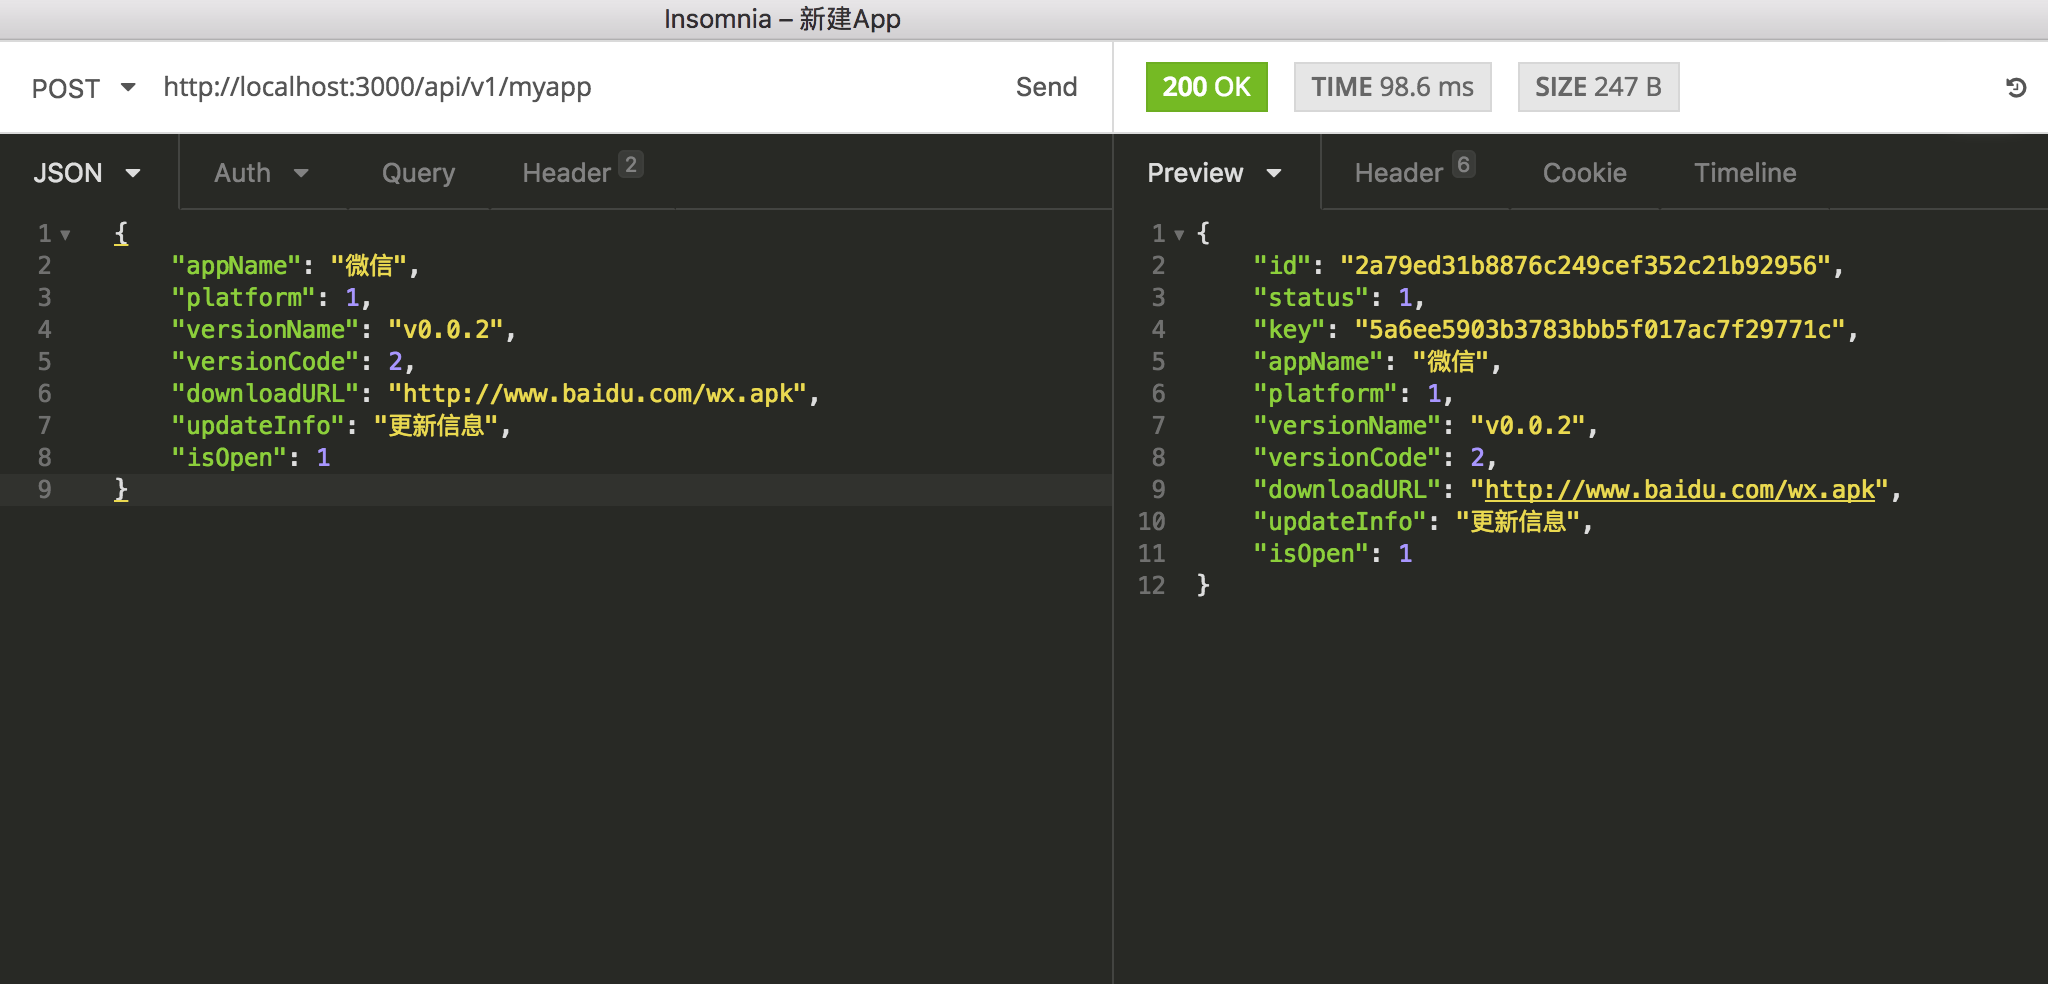 Insomnia – 新建App
POST http://localhost:3000/api/v1/myapp Send
200 OK TIME 98.6 ms SIZE 247 B
JSON Auth Query Header 2
1 {
2 "appName": "微信",
3 "platform": 1,
4 "versionName": "v0.0.2",
5 "versionCode": 2,
6 "downloadURL": "http://www.baidu.com/wx.apk",
7 "updateInfo": "更新信息",
8 "isOpen": 1
9 }
Preview Header 6 Cookie Timeline
1 {
2 "id": "2a79ed31b8876c249cef352c21b92956",
3 "status": 1,
4 "key": "5a6ee5903b3783bbb5f017ac7f29771c",
5 "appName": "微信",
6 "platform": 1,
7 "versionName": "v0.0.2",
8 "versionCode": 2,
9 "downloadURL": "http://www.baidu.com/wx.apk",
10 "updateInfo": "更新信息",
11 "isOpen": 1
12 }